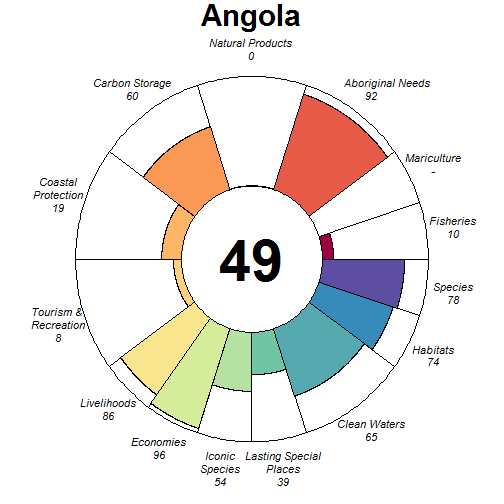 Angola
Natural Products
0
Carbon Storage
60
Aboriginal Needs
92
Mariculture
-
Coastal
Protection
19
Fisheries
10
49
Species
78
Tourism &
Recreation
8
Habitats
74
Livelihoods
86
Clean Waters
65
Economies
96
Iconic
Species
54
Lasting Special
Places
39